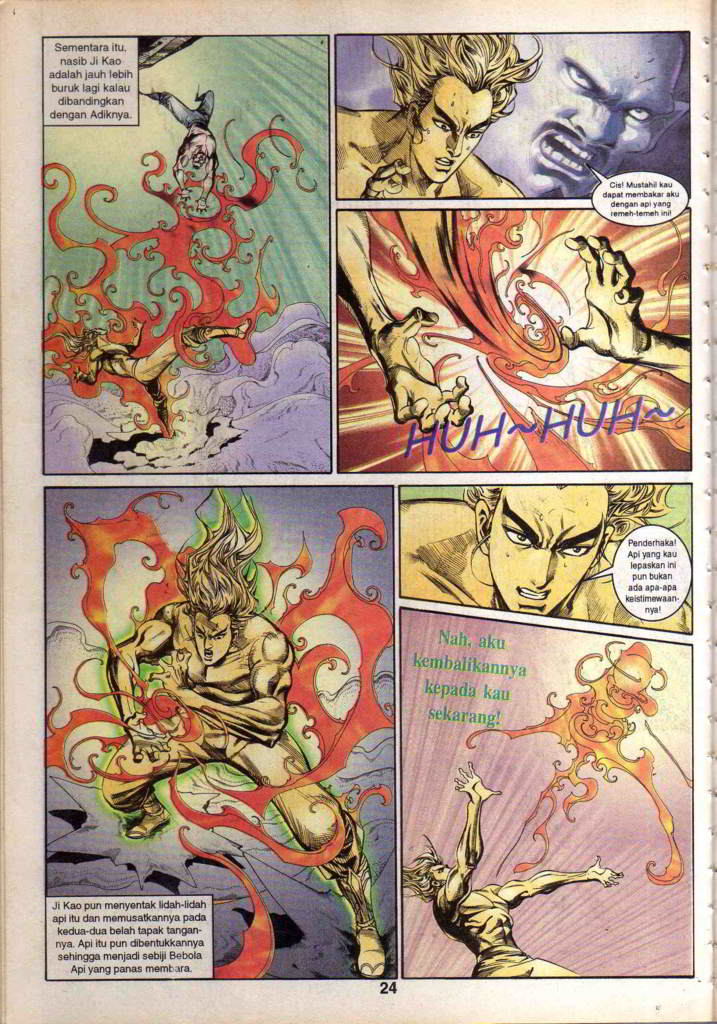 Sementara itu,
nasib Ji Kao
adalah jauh lebih
buruk lagi kalau
dibandingkan
dengan Adiknya.
Cis! Mustahil kau
dapat membakar aku
dengan api yang
remeh-temeh ini!
HUH~HUH~
Penderhaka!
Api yang kau
lepaskan ini
pun bukan
ada apa-apa
keistimewaan-
nya!
Nah, aku
kembalikannya
kepada kau
sekarang!
Ji Kao pun menyentak lidah-lidah
api itu dan memusatkannya pada
kedua-dua belah tapak tangan-
nya. Api itu pun dibentukkannya
sehingga menjadi sebiji Bebola
Api yang panas membara.
24